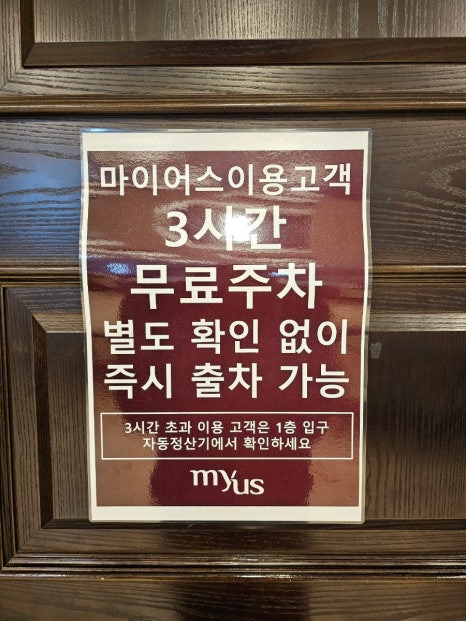 마이어스이용고객
3시간
무료주차
별도 확인 없이
즉시 출차 가능
3시간 초과 이용 고객은 1층 입구
자동정산기에서 확인하세요
my'us